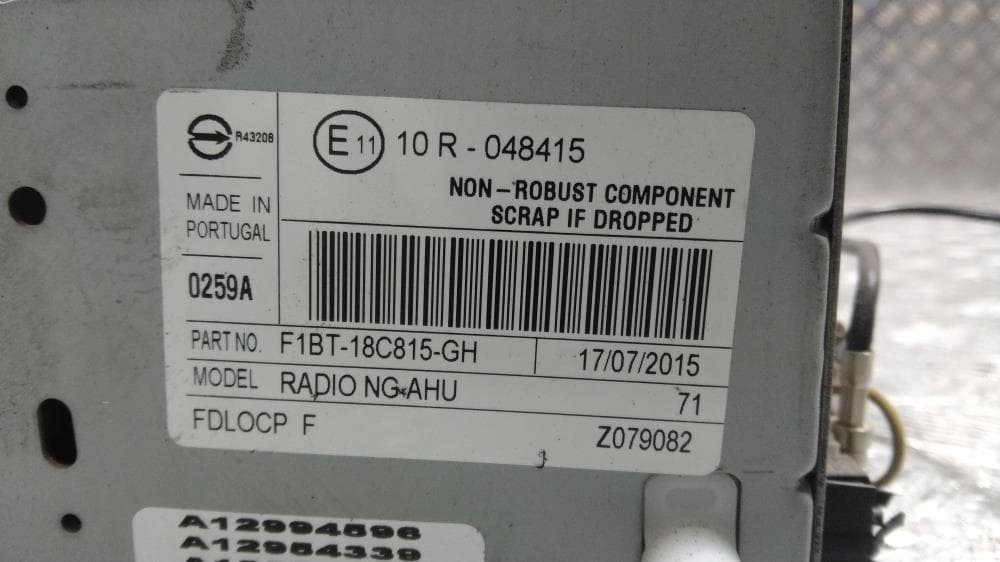 R43208
E11 10 R - 048415
NON-ROBUST COMPONENT
SCRAP IF DROPPED
MADE IN
PORTUGAL
0259A
PART NO. F1BT-18C815-GH 17/07/2015
MODEL RADIO NG-AHU 71
FDLOCP F Z079082
A12994596
A12954339